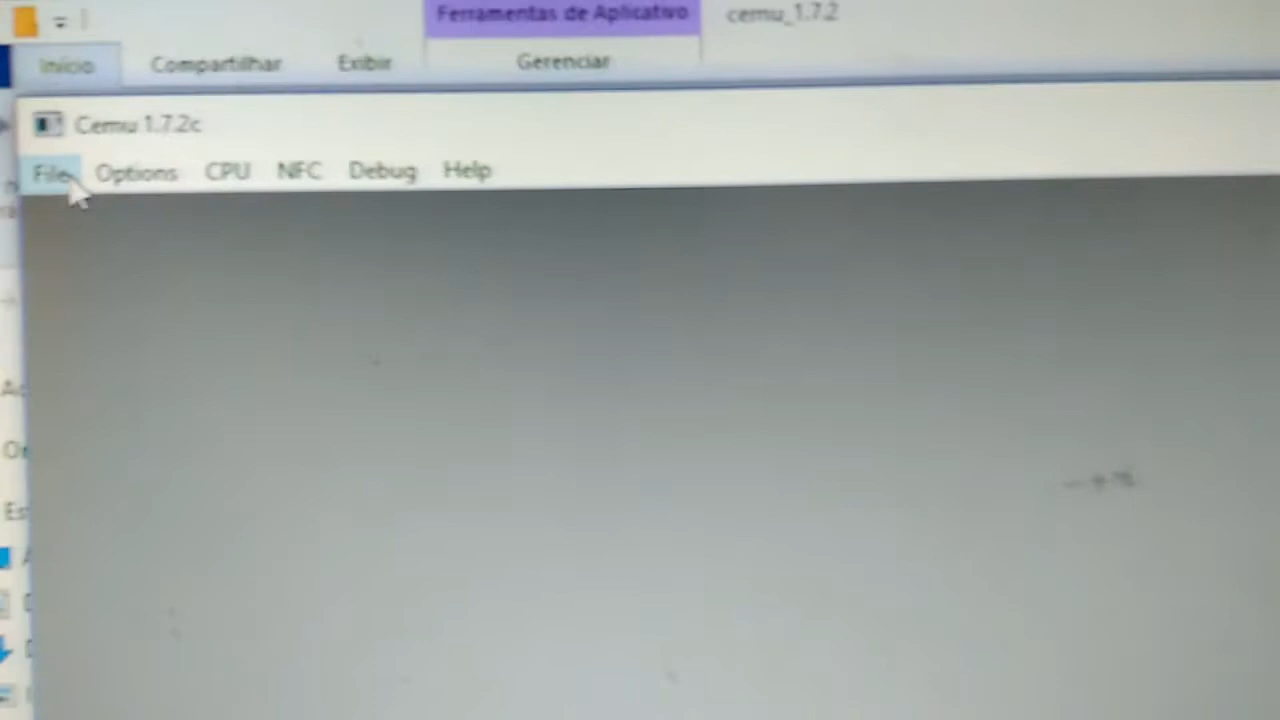 Ferramentas de Aplicativo cemu_1.7.2
Início Compartilhar Exibir Gerenciar
Cemu 1.7.2c
File Options CPU NFC Debug Help